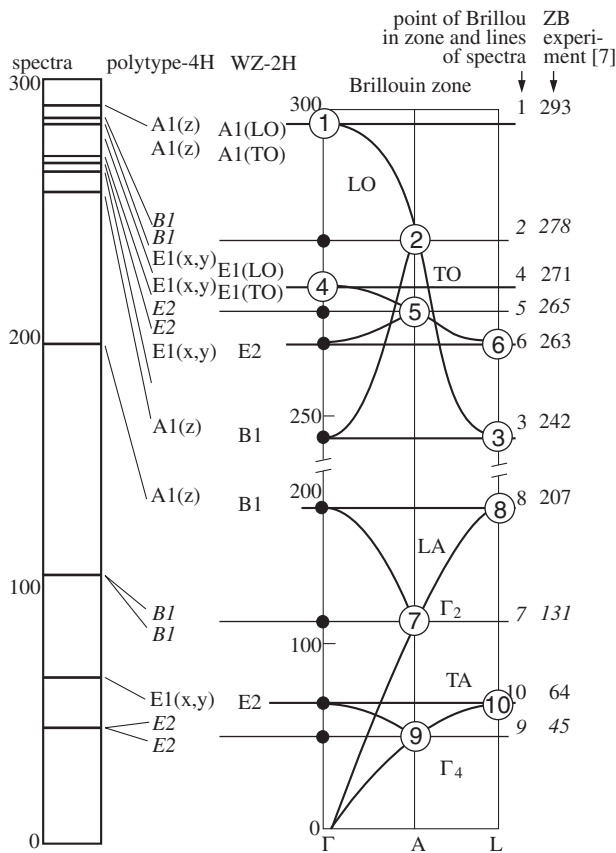 point of Brillou
in zone and lines
of spectra
ZB
experi-
ment [7]
spectra
polytype-4H
WZ-2H
Brillouin zone
300
300
1
293
A1(z)
A1(LO)
1
A1(z)
A1(TO)
LO
B1
B1
2
2
278
E1(x,y)
E1(LO)
TO
4
271
E1(x,y)
E1(TO)
4
E2
5
5
265
E2
200
E1(x,y)
E2
6
6
263
250
A1(z)
B1
3
3
242
A1(z)
B1
200
8
8
207
LA
100
B1
B1
7
Γ2
7
131
100
TA
E1(x,y)
E2
10
10
64
E2
E2
9
9
45
Γ4
0
0
Γ
A
L